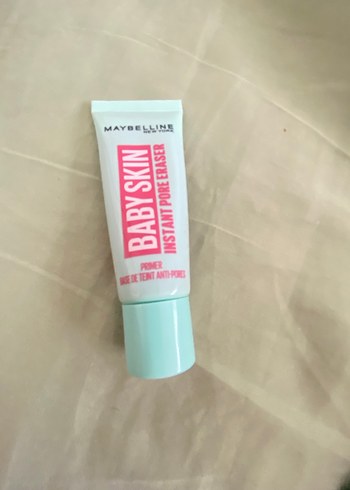 MAYBELLINE
NEW YORK
BABY SKIN
INSTANT PORE ERASER
PRIMER
BASE DE TEINT ANTI-PORES